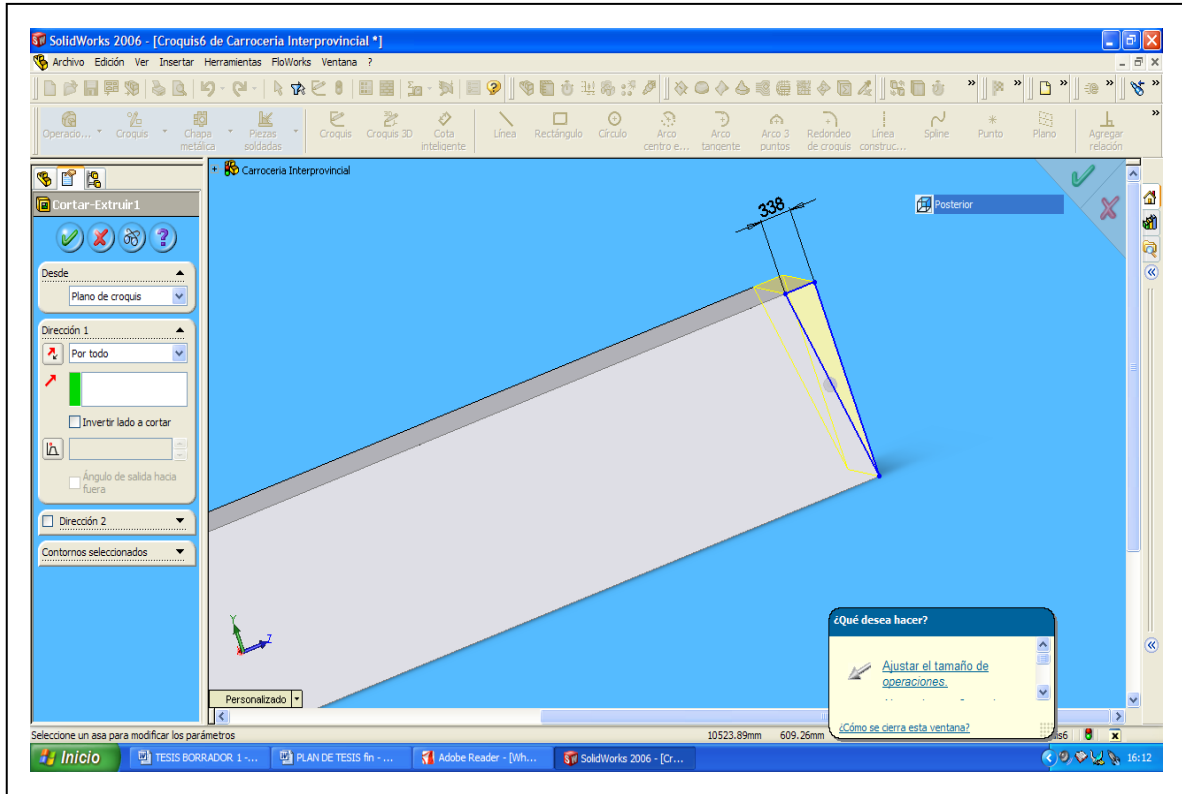 SolidWorks 2006 - [Croquis6 de Carroceria Interprovincial *]
Archivo Edición Ver Insertar Herramientas FloWorks Ventana ?
Operacio... Croquis Chapa metálica Piezas soldadas Croquis Croquis 3D Cota inteligente Línea Rectángulo Círculo Arco centro e... Arco tangente Arco 3 puntos Redondeo de croquis Línea construc... Spline Punto Plano Agregar relación
Carroceria Interprovincial
Cortar-Extruir1
Posterior
338
Desde
Plano de croquis
Dirección 1
Por todo
Invertir lado a cortar
Ángulo de salida hacia
fuera
Dirección 2
Contornos seleccionados
Y
Z
¿Qué desea hacer?
Ajustar el tamaño de
operaciones.
¿Cómo se cierra esta ventana?
Personalizado
Seleccione un asa para modificar los parámetros 10523.89mm 609.26mm
Inicio TESIS BORRADOR 1 -... PLAN DE TESIS fin - ... Adobe Reader - [Wh... SolidWorks 2006 - [Cr... 16:12